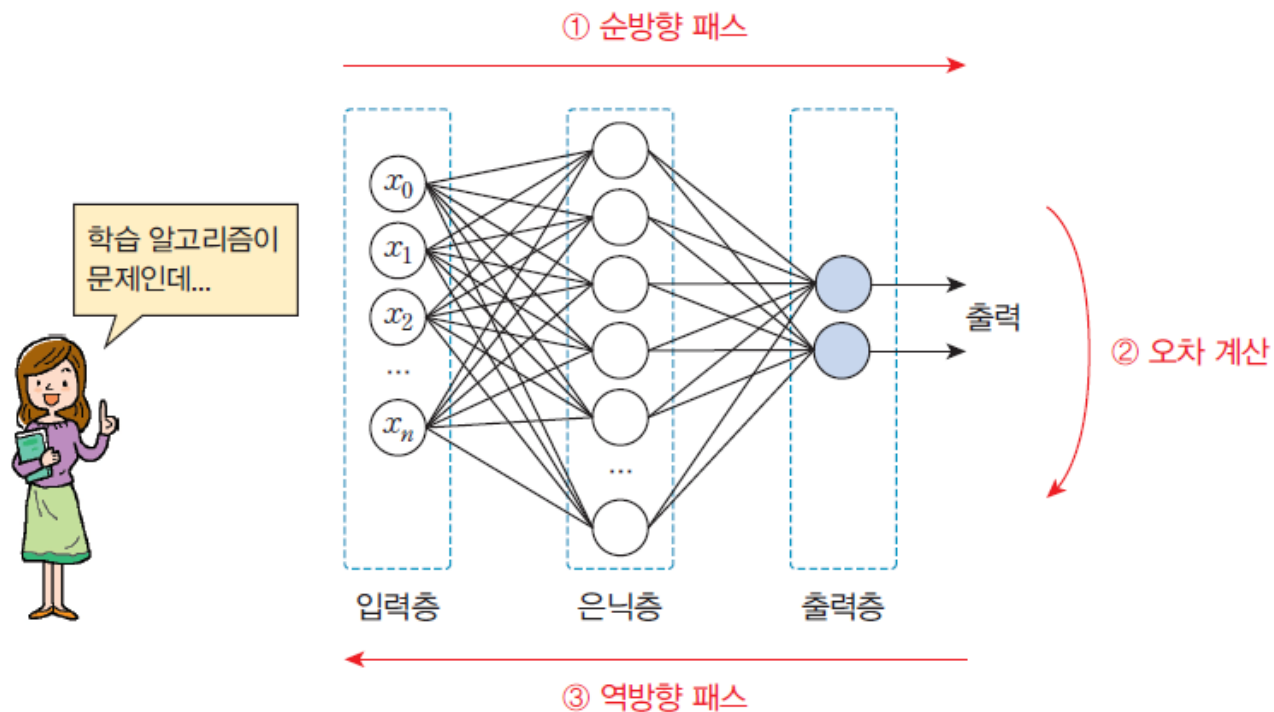 ① 순방향 패스
학습 알고리즘이
문제인데...
x₀
x₁
x₂
...
xₙ
...
출력
② 오차 계산
입력층
은닉층
출력층
③ 역방향 패스